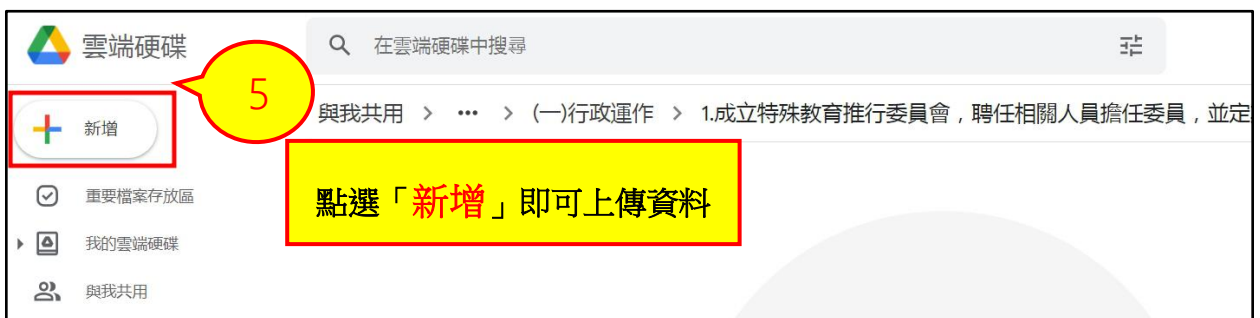 雲端硬碟
在雲端硬碟中搜尋
5
新增
與我共用 > ••• > (一)行政運作 > 1.成立特殊教育推行委員會，聘任相關人員擔任委員，並定
點選「新增」即可上傳資料
重要檔案存放區
我的雲端硬碟
與我共用